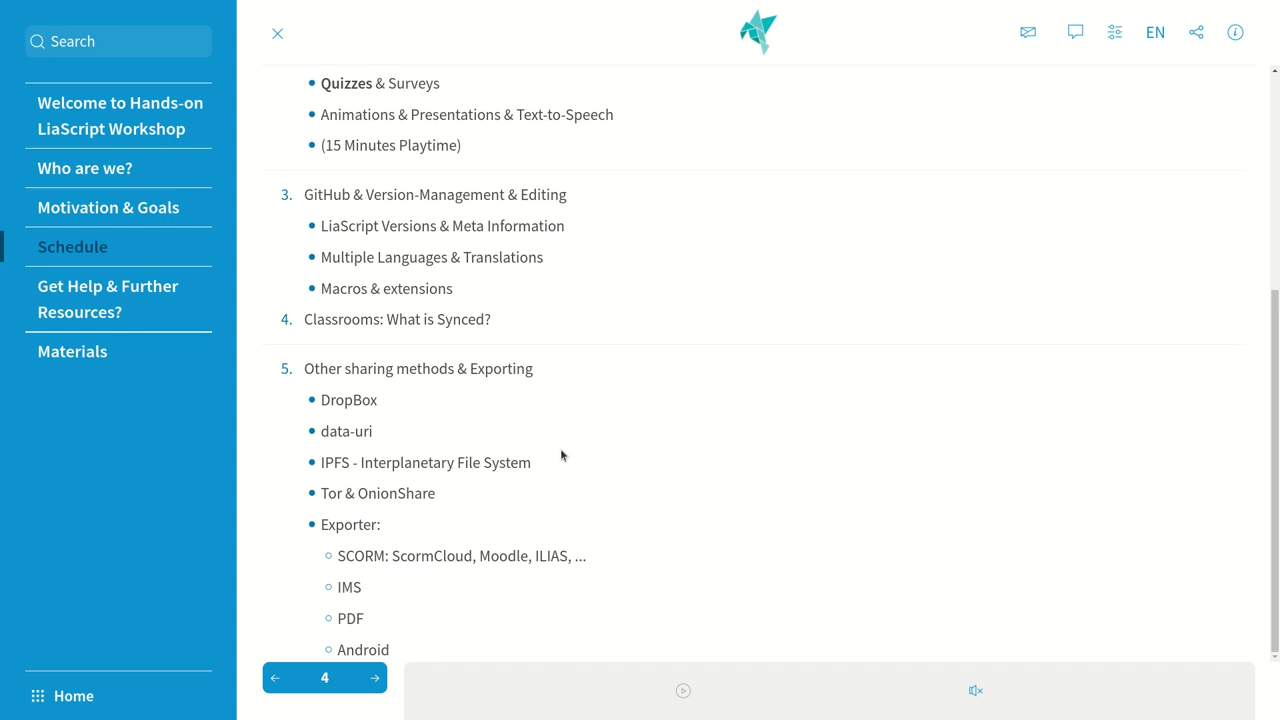 Search
Welcome to Hands-on
LiaScript Workshop
Who are we?
Motivation & Goals
Schedule
Get Help & Further
Resources?
Materials
Home
EN
• Quizzes & Surveys
• Animations & Presentations & Text-to-Speech
• (15 Minutes Playtime)
3. GitHub & Version-Management & Editing
• LiaScript Versions & Meta Information
• Multiple Languages & Translations
• Macros & extensions
4. Classrooms: What is Synced?
5. Other sharing methods & Exporting
• DropBox
• data-uri
• IPFS - Interplanetary File System
• Tor & OnionShare
• Exporter:
◦ SCORM: ScormCloud, Moodle, ILIAS, ...
◦ IMS
◦ PDF
◦ Android
4